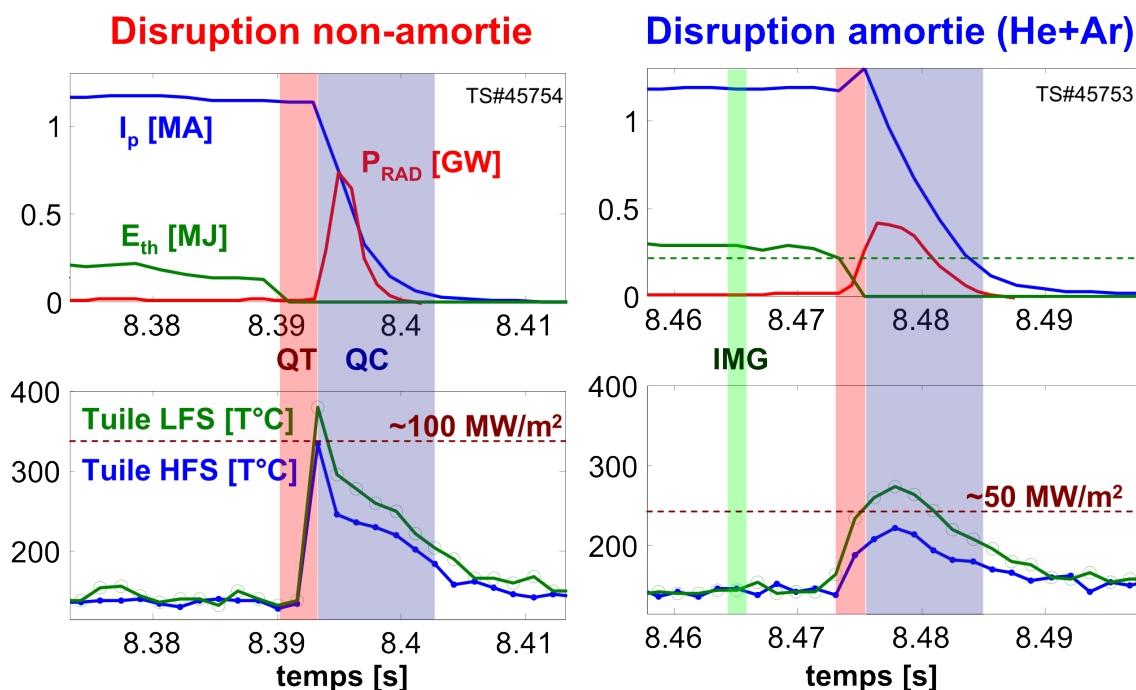 Disruption non-amortie
TS#45754
I_p [MA]
P_RAD [GW]
E_th [MJ]
1
0.5
0
8.38
8.39
8.4
8.41
QT
QC
400
300
200
Tuile LFS [T°C]
~100 MW/m²
Tuile HFS [T°C]
8.38
8.39
8.4
8.41
temps [s]
Disruption amortie (He+Ar)
TS#45753
1
0.5
0
8.46
8.47
8.48
8.49
IMG
400
300
200
~50 MW/m²
8.46
8.47
8.48
8.49
temps [s]